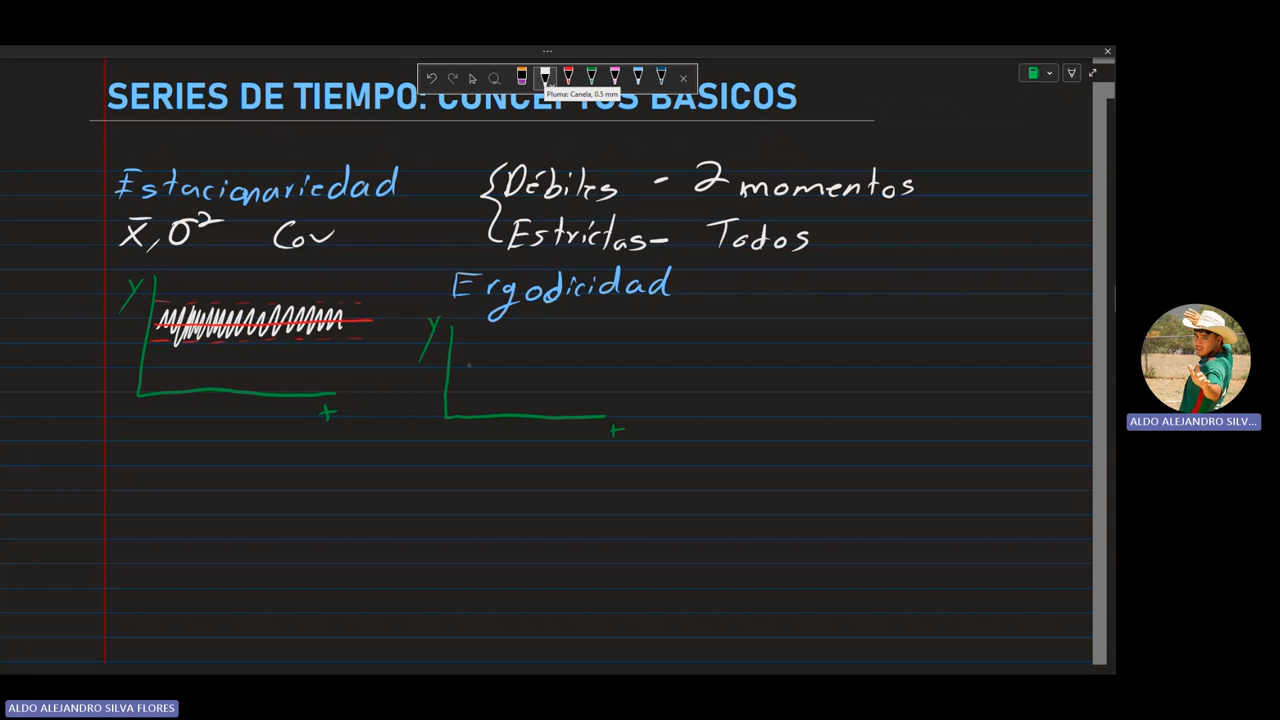 SERIES DE TIEMPO: CONCEPTOS BASICOS
Pluma: Canela, 0.5 mm
Estacionariedad
x̄, σ² Cov
{Débiles - 2 momentos
Estrictas - Todos
Ergodicidad
y
t
y
t
ALDO ALEJANDRO SILV...
ALDO ALEJANDRO SILVA FLORES